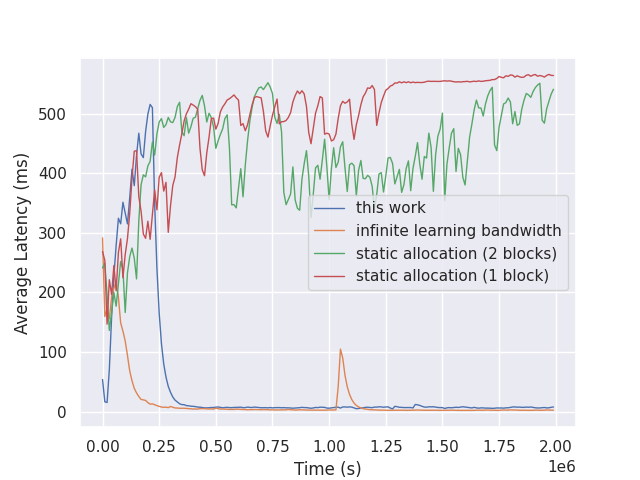 500
400
300
200
100
0
Average Latency (ms)
this work
infinite learning bandwidth
static allocation (2 blocks)
static allocation (1 block)
0.00 0.25 0.50 0.75 1.00 1.25 1.50 1.75 2.00
Time (s)
1e6